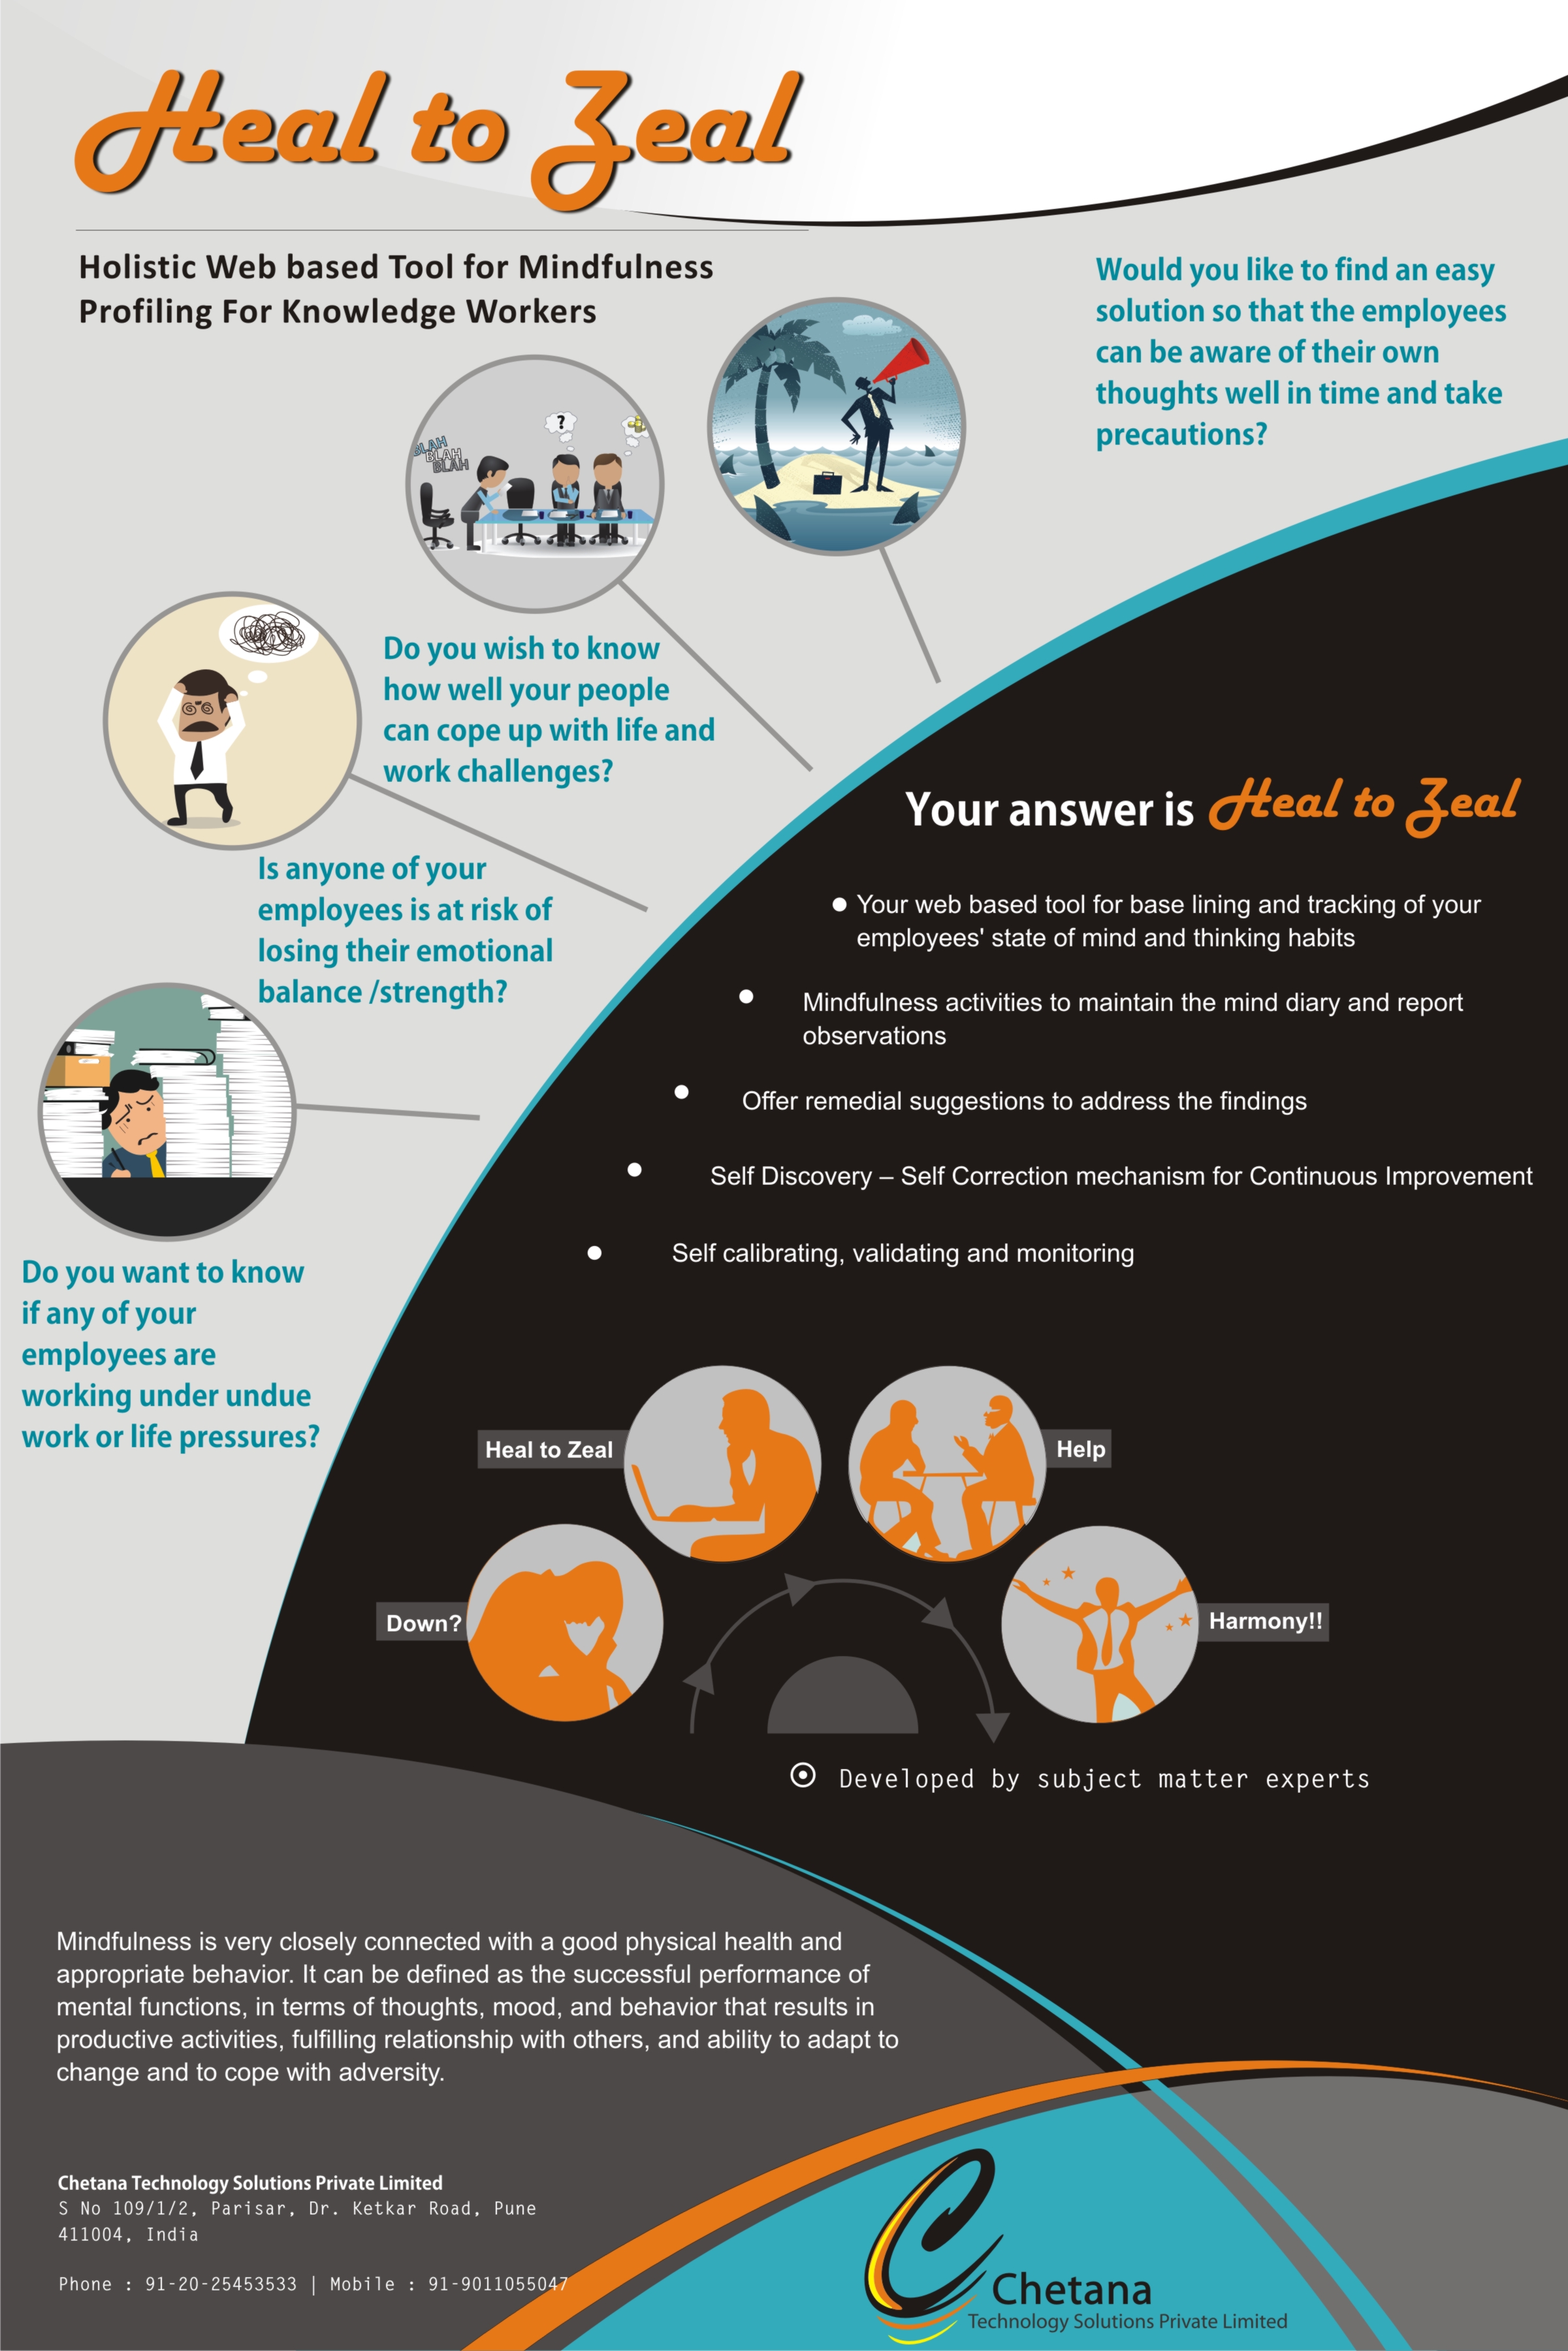 Heal to Zeal
Holistic Web based Tool for Mindfulness
Profiling For Knowledge Workers
Would you like to find an easy
solution so that the employees
can be aware of their own
thoughts well in time and take
precautions?
BLAH
BLAH
BLAH
?
Do you wish to know
how well your people
can cope up with life and
work challenges?
Is anyone of your
employees is at risk of
losing their emotional
balance /strength?
Do you want to know
if any of your
employees are
working under undue
work or life pressures?
Your answer is Heal to Zeal
• Your web based tool for base lining and tracking of your
employees' state of mind and thinking habits
• Mindfulness activities to maintain the mind diary and report
observations
• Offer remedial suggestions to address the findings
• Self Discovery – Self Correction mechanism for Continuous Improvement
• Self calibrating, validating and monitoring
Heal to Zeal
Help
Down?
Harmony!!
Developed by subject matter experts
Mindfulness is very closely connected with a good physical health and
appropriate behavior. It can be defined as the successful performance of
mental functions, in terms of thoughts, mood, and behavior that results in
productive activities, fulfilling relationship with others, and ability to adapt to
change and to cope with adversity.
Chetana Technology Solutions Private Limited
S No 109/1/2, Parisar, Dr. Ketkar Road, Pune
411004, India
Phone : 91-20-25453533 | Mobile : 91-9011055047
Chetana
Technology Solutions Private Limited